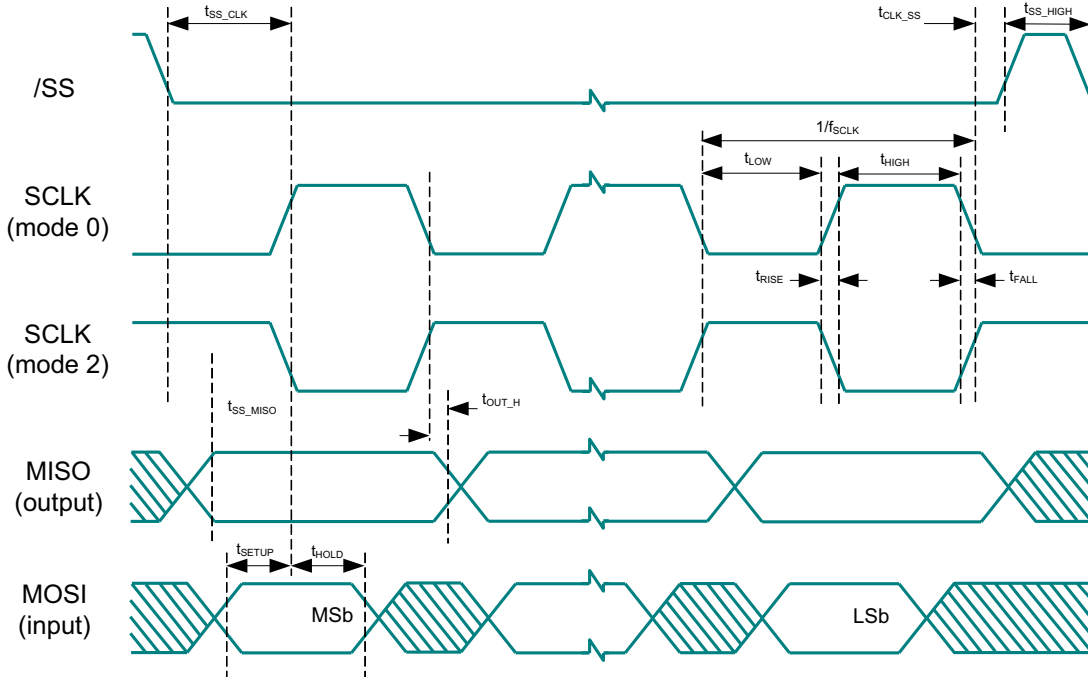 tSS_CLK
tCLK_SS
tSS_HIGH
/SS
1/fSCLK
tLOW
tHIGH
SCLK
(mode 0)
tRISE
tFALL
SCLK
(mode 2)
tSS_MISO
tOUT_H
MISO
(output)
tSETUP
tHOLD
MOSI
(input)
MSb
LSb